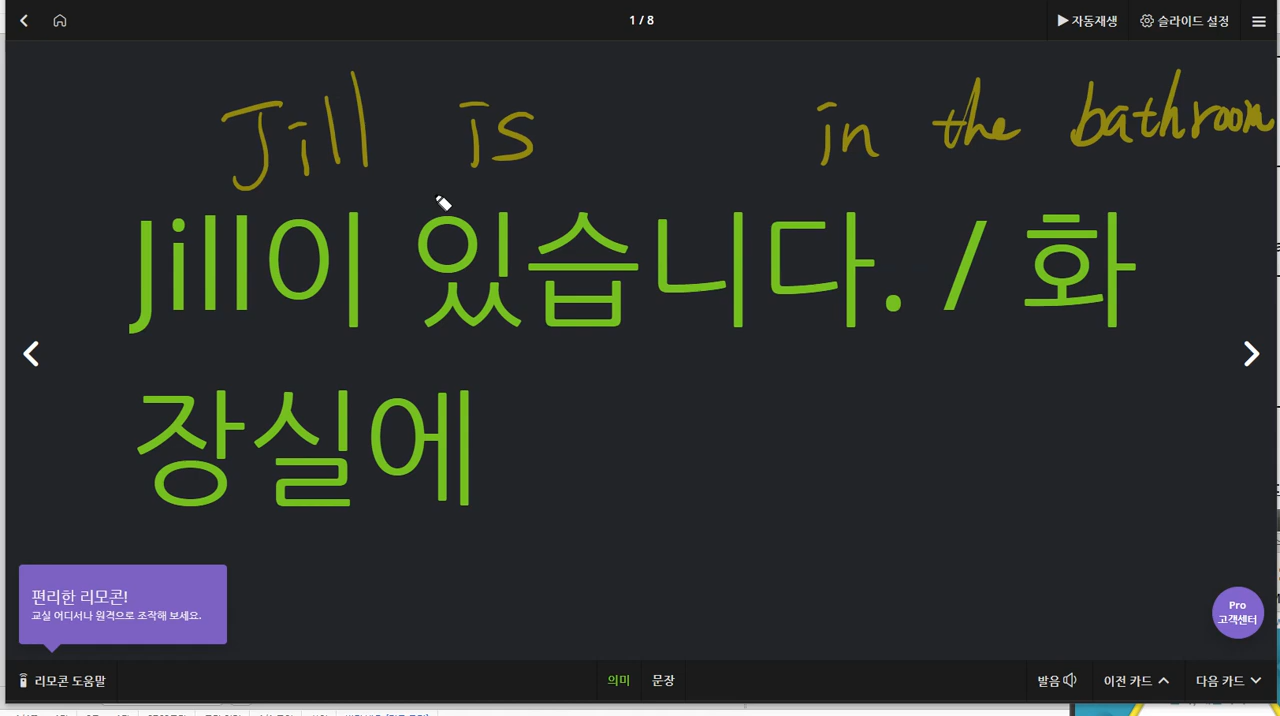 1 / 8
자동재생
슬라이드 설정
Jill is in the bathroom
Jill이 있습니다. / 화
장실에
편리한 리모콘!
교실 어디서나 원격으로 조작해 보세요.
Pro
고객센터
리모콘 도움말
의미
문장
발음
이전 카드
다음 카드